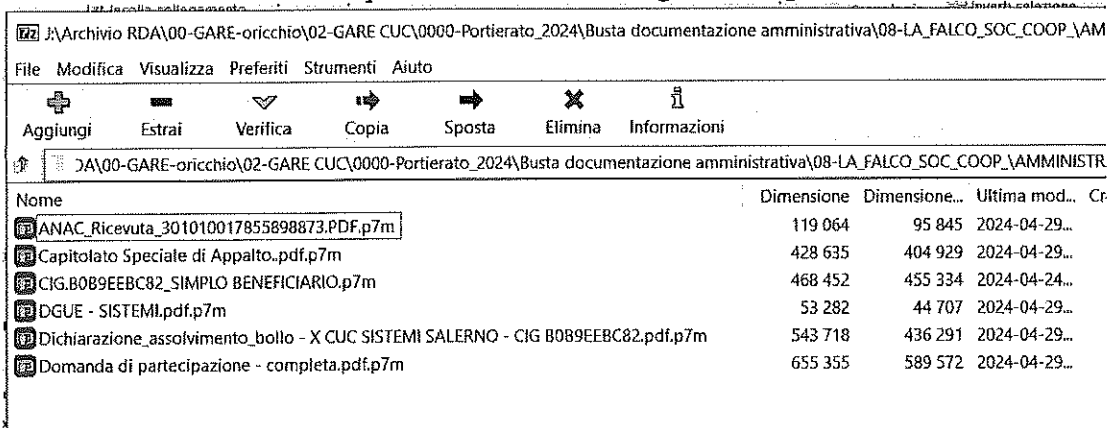 J:\Archivio RDA\00-GARE-oricchio\02-GARE CUC\0000-Portierato_2024\Busta documentazione amministrativa\08-LA_FALCO_SOC_COOP_\AM
File Modifica Visualizza Preferiti Strumenti Aiuto
Aggiungi Estrai Verifica Copia Sposta Elimina Informazioni
DA\00-GARE-oricchio\02-GARE CUC\0000-Portierato_2024\Busta documentazione amministrativa\08-LA_FALCO_SOC_COOP_\AMMINISTR
Nome Dimensione Dimensione... Ultima mod... Cr
ANAC_Ricevuta_301010017855898873.PDF.p7m 119 064 95 845 2024-04-29...
Capitolato Speciale di Appalto..pdf.p7m 428 635 404 929 2024-04-29...
CIG.B0B9EEBC82_SIMPLO BENEFICIARIO.p7m 468 452 455 334 2024-04-24...
DGUE - SISTEMI.pdf.p7m 53 282 44 707 2024-04-29...
Dichiarazione_assolvimento_bollo - X CUC SISTEMI SALERNO - CIG B0B9EEBC82.pdf.p7m 543 718 436 291 2024-04-29...
Domanda di partecipazione - completa.pdf.p7m 655 355 589 572 2024-04-29...